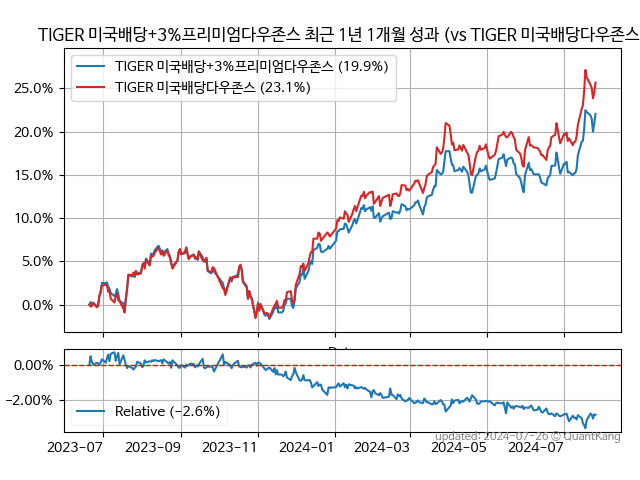 TIGER 미국배당+3%프리미엄다우존스 최근 1년 1개월 성과 (vs TIGER 미국배당다우존스
TIGER 미국배당+3%프리미엄다우존스 (19.9%)
TIGER 미국배당다우존스 (23.1%)
25.0%
20.0%
15.0%
10.0%
5.0%
0.0%
0.00%
−2.00%
Relative (−2.6%)
2023-07 2023-09 2023-11 2024-01 2024-03 2024-05 2024-07
updated: 2024-07-26 © QuantKang